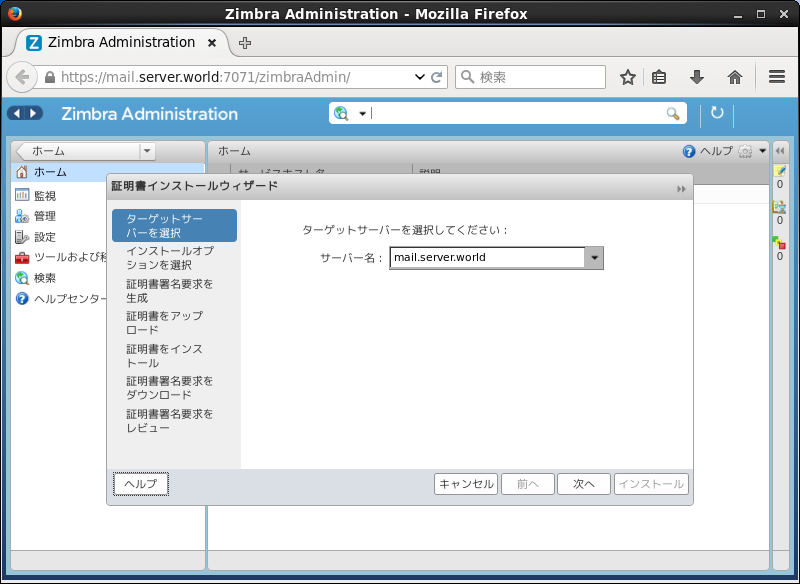 Zimbra Administration - Mozilla Firefox
Zimbra Administration
https://mail.server.world:7071/zimbraAdmin/
検索
Zimbra Administration
ホーム
ホーム
ヘルプ
ホーム
監視
管理
設定
ツールおよび
検索
ヘルプセンター
0
0
0
証明書インストールウィザード
ターゲットサー
バーを選択
インストールオプ
ションを選択
証明書署名要求を
生成
証明書をアップ
ロード
証明書をインス
トール
証明書署名要求を
ダウンロード
証明書署名要求を
レビュー
ターゲットサーバーを選択してください :
サーバー名 : mail.server.world
ヘルプ
キャンセル
前へ
次へ
インストール